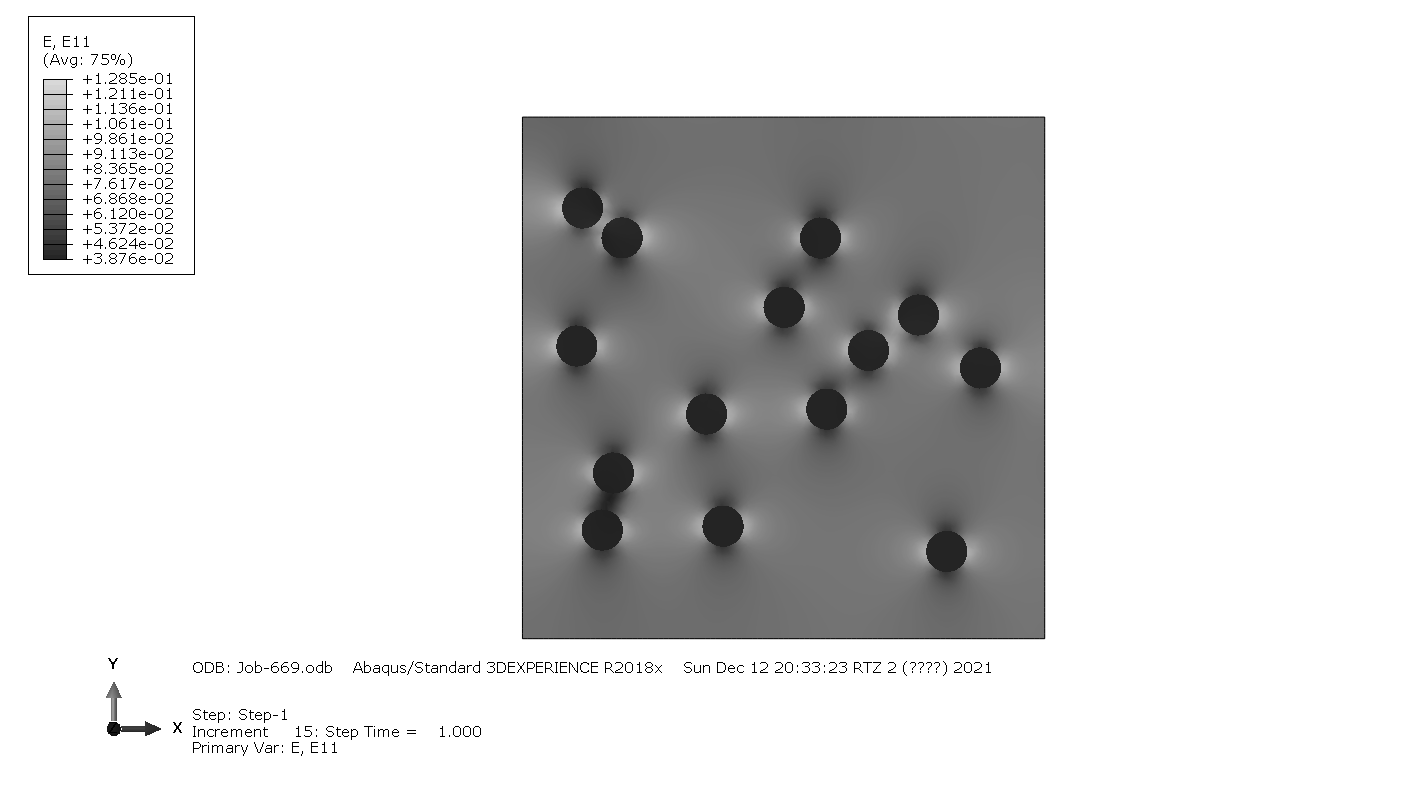 E, E11
(Avg: 75%)
+1.285e-01
+1.211e-01
+1.136e-01
+1.061e-01
+9.861e-02
+9.113e-02
+8.365e-02
+7.617e-02
+6.868e-02
+6.120e-02
+5.372e-02
+4.624e-02
+3.876e-02
Y
X
ODB: Job-669.odb Abaqus/Standard 3DEXPERIENCE R2018x Sun Dec 12 20:33:23 RTZ 2 (????) 2021
Step: Step-1
Increment 15: Step Time = 1.000
Primary Var: E, E11